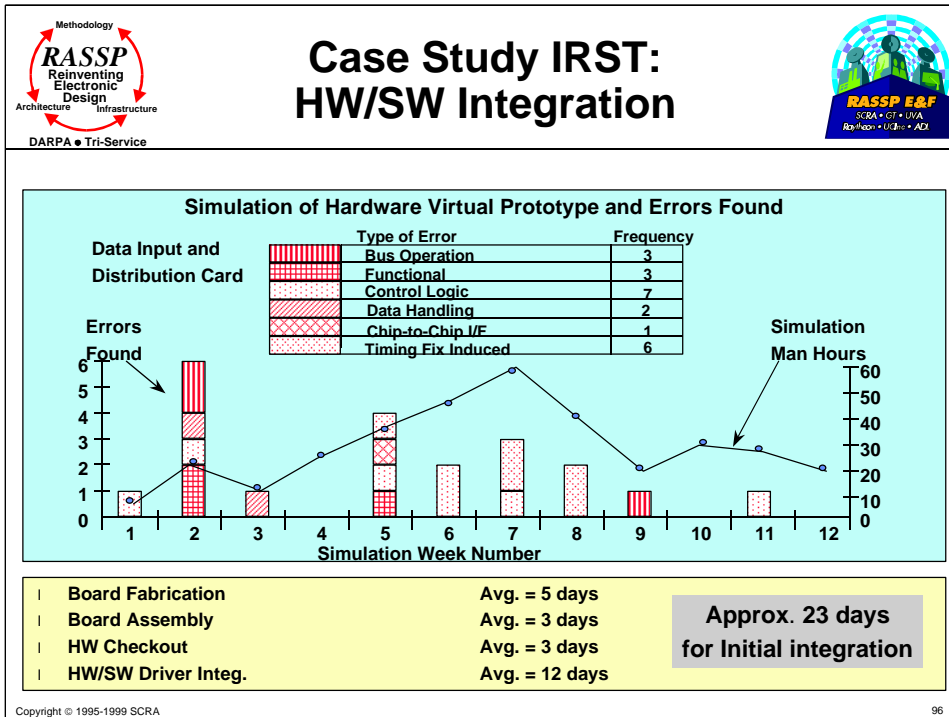 Methodology
RASSP
Reinventing
Electronic
Design
Architecture Infrastructure
DARPA ● Tri-Service
Case Study IRST:
HW/SW Integration
RASSP E&F
SCRA • GT • UVA
Raytheon • UCinc • ADL
Simulation of Hardware Virtual Prototype and Errors Found
Data Input and
Distribution Card
Type of Error Frequency
Bus Operation 3
Functional 3
Control Logic 7
Data Handling 2
Chip-to-Chip I/F 1
Timing Fix Induced 6
Errors
Found
Simulation
Man Hours
6
5
4
3
2
1
0
60
50
40
30
20
10
0
1 2 3 4 5 6 7 8 9 10 11 12
Simulation Week Number
l Board Fabrication Avg. = 5 days
l Board Assembly Avg. = 3 days
l HW Checkout Avg. = 3 days
l HW/SW Driver Integ. Avg. = 12 days
Approx. 23 days
for Initial integration
Copyright © 1995-1999 SCRA 96